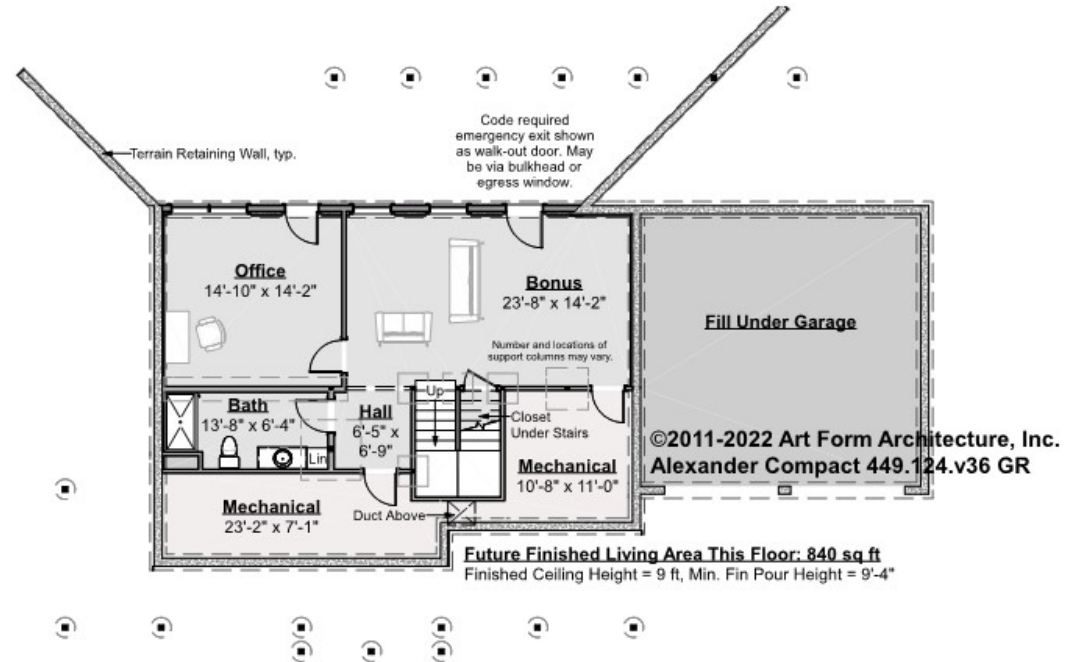 Code required
emergency exit shown
as walk-out door. May
be via bulkhead or
egress window.
Terrain Retaining Wall, typ.
Office
14'-10" x 14'-2"
Bonus
23'-8" x 14'-2"
Fill Under Garage
Number and locations of
support columns may vary.
Up
Bath
13'-8" x 6'-4"
Hall
6'-5" x
6'-9"
Closet
Under Stairs
Lin
Mechanical
10'-8" x 11'-0"
©2011-2022 Art Form Architecture, Inc.
Alexander Compact 449.124.v36 GR
Mechanical
23'-2" x 7'-1"
Duct Above
Future Finished Living Area This Floor: 840 sq ft
Finished Ceiling Height = 9 ft, Min. Fin Pour Height = 9'-4"